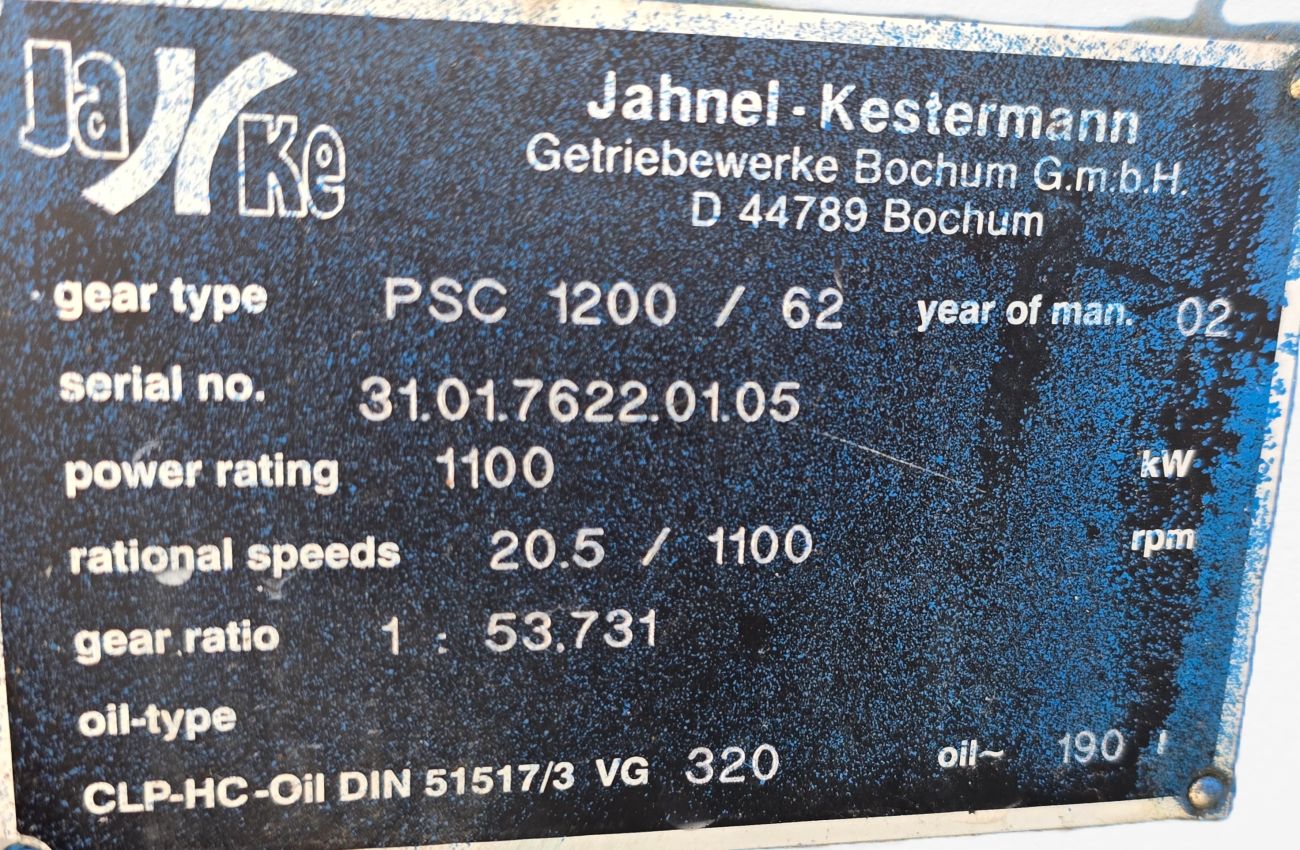 JaKe
Jahnel-Kestermann
Getriebewerke Bochum G.m.b.H.
D 44789 Bochum
gear type PSC 1200 / 62 year of man. 02
serial no. 31.01.7622.01.05
power rating 1100 kW
rational speeds 20.5 / 1100 rpm
gear ratio 1 : 53.731
oil-type
CLP-HC-Oil DIN 51517/3 VG 320 oil~ 190 l